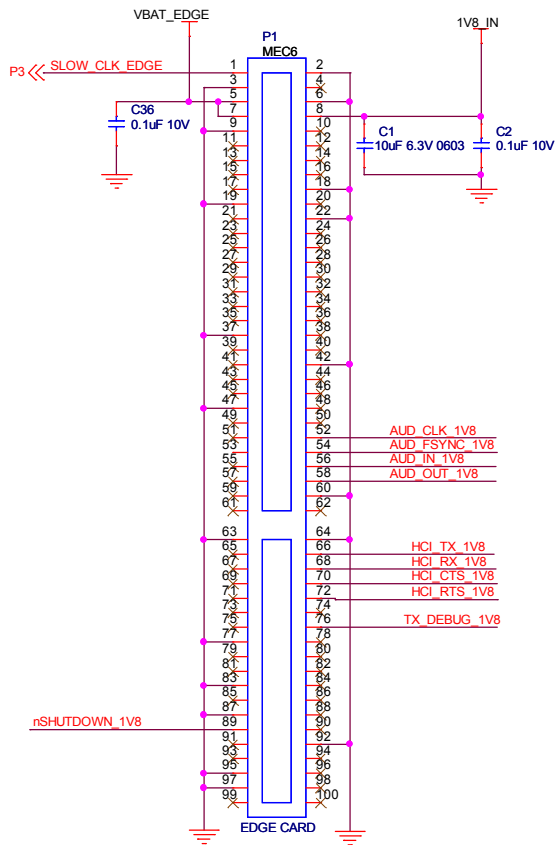 VBAT_EDGE
1V8_IN
P1
MEC6
P3
SLOW_CLK_EDGE
1 2
3 4
5 6
7 8
9 10
11 12
13 14
15 16
17 18
19 20
21 22
23 24
25 26
27 28
29 30
31 32
33 34
35 36
37 38
39 40
41 42
43 44
45 46
47 48
49 50
51 52
53 54
55 56
57 58
59 60
61 62
63 64
65 66
67 68
69 70
71 72
73 74
75 76
77 78
79 80
81 82
83 84
85 86
87 88
89 90
91 92
93 94
95 96
97 98
99 100
C36
0.1uF 10V
C1
10uF 6.3V 0603
C2
0.1uF 10V
AUD_CLK_1V8
AUD_FSYNC_1V8
AUD_IN_1V8
AUD_OUT_1V8
HCI_TX_1V8
HCI_RX_1V8
HCI_CTS_1V8
HCI_RTS_1V8
TX_DEBUG_1V8
nSHUTDOWN_1V8
EDGE CARD